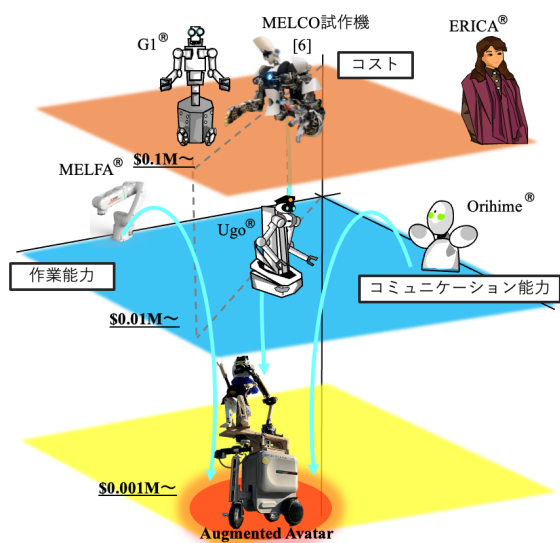 MELCO試作機
[6]
G1®
ERICA®
コスト
$0.1M～
MELFA®
Ugo®
Orihime®
作業能力
コミュニケーション能力
$0.01M～
$0.001M～
Augmented Avatar